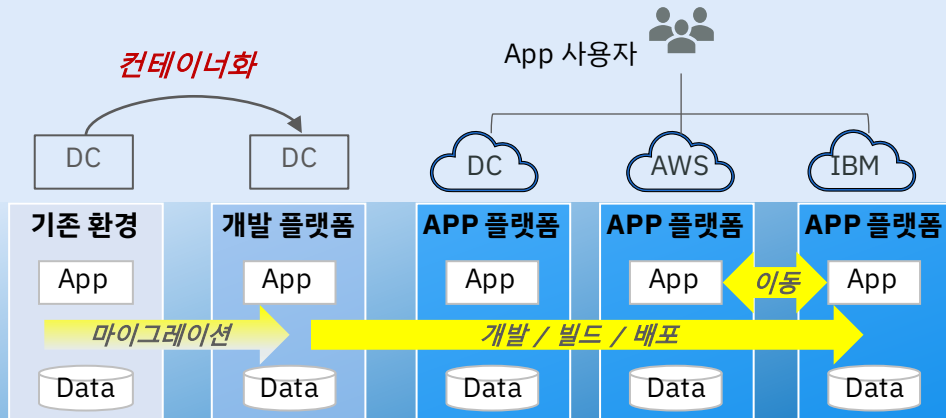 App 사용자
컨테이너화
DC
DC
DC
AWS
IBM
기존 환경
개발 플랫폼
APP 플랫폼
APP 플랫폼
APP 플랫폼
App
App
App
App
이동
App
마이그레이션
개발 / 빌드 / 배포
Data
Data
Data
Data
Data